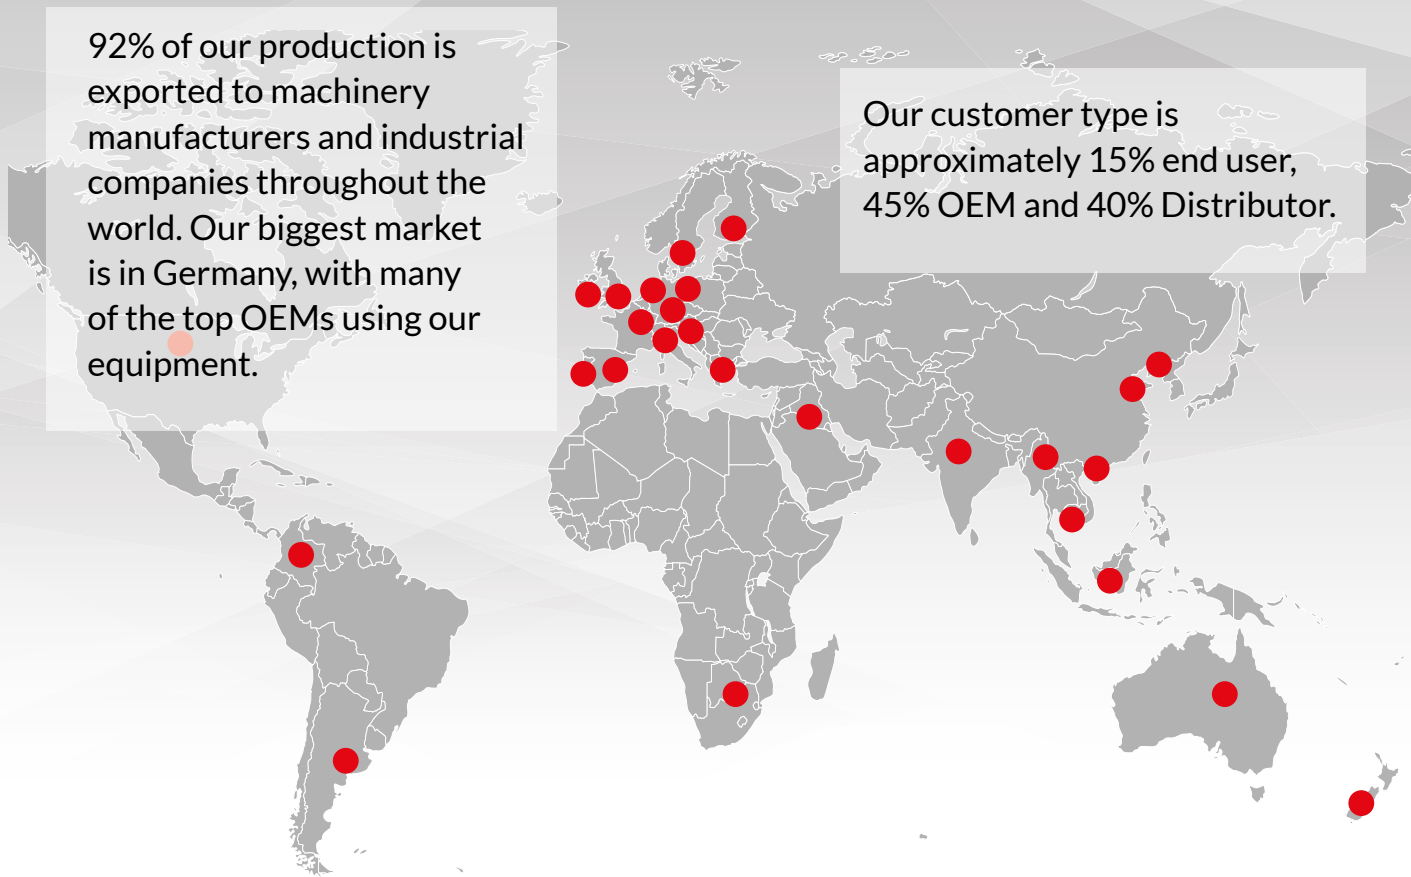 92% of our production is
exported to machinery
manufacturers and industrial
companies throughout the
world. Our biggest market
is in Germany, with many
of the top OEMs using our
equipment.
Our customer type is
approximately 15% end user,
45% OEM and 40% Distributor.